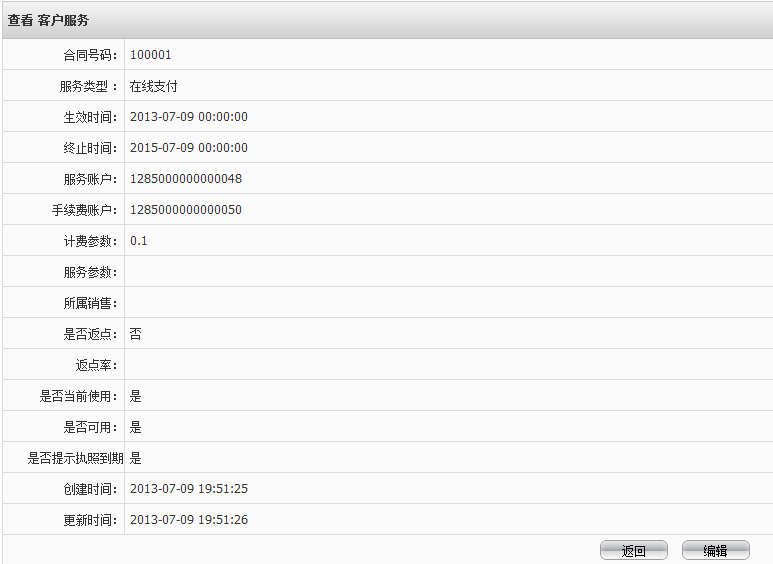 查看 客户服务
合同号码： 100001
服务类型 ： 在线支付
生效时间： 2013-07-09 00:00:00
终止时间： 2015-07-09 00:00:00
服务账户： 1285000000000048
手续费账户： 1285000000000050
计费参数： 0.1
服务参数：
所属销售：
是否返点： 否
返点率：
是否当前使用： 是
是否可用： 是
是否提示执照到期 是
创建时间： 2013-07-09 19:51:25
更新时间： 2013-07-09 19:51:26
返回 编辑